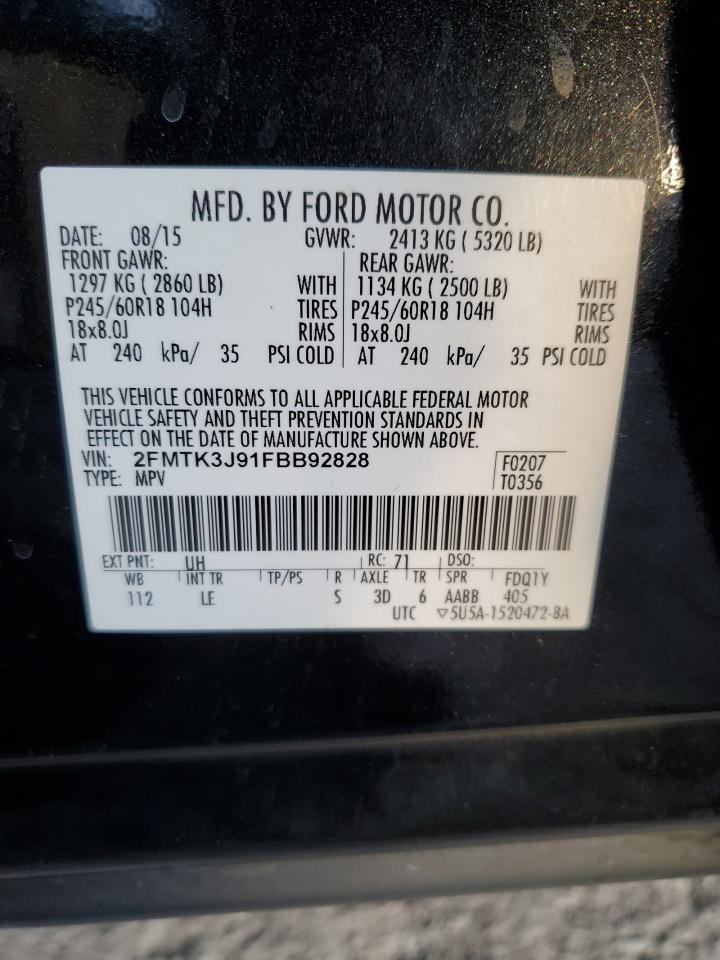 MFD. BY FORD MOTOR CO.
DATE: 08/15 GVWR: 2413 KG ( 5320 LB)
FRONT GAWR: REAR GAWR:
1297 KG ( 2860 LB) WITH 1134 KG ( 2500 LB) WITH
P245/60R18 104H TIRES P245/60R18 104H TIRES
18x8.0J RIMS 18x8.0J RIMS
AT 240 kPa/ 35 PSI COLD AT 240 kPa/ 35 PSI COLD
THIS VEHICLE CONFORMS TO ALL APPLICABLE FEDERAL MOTOR
VEHICLE SAFETY AND THEFT PREVENTION STANDARDS IN
EFFECT ON THE DATE OF MANUFACTURE SHOWN ABOVE.
VIN: 2FMTK3J91FBB92828 F0207
TYPE: MPV T0356
EXT PNT: UH RC: 71 DSO:
WB INT TR TP/PS R AXLE TR SPR FDQ1Y
112 LE S 3D 6 AABB 405
UTC ▽5U5A-1520472-BA